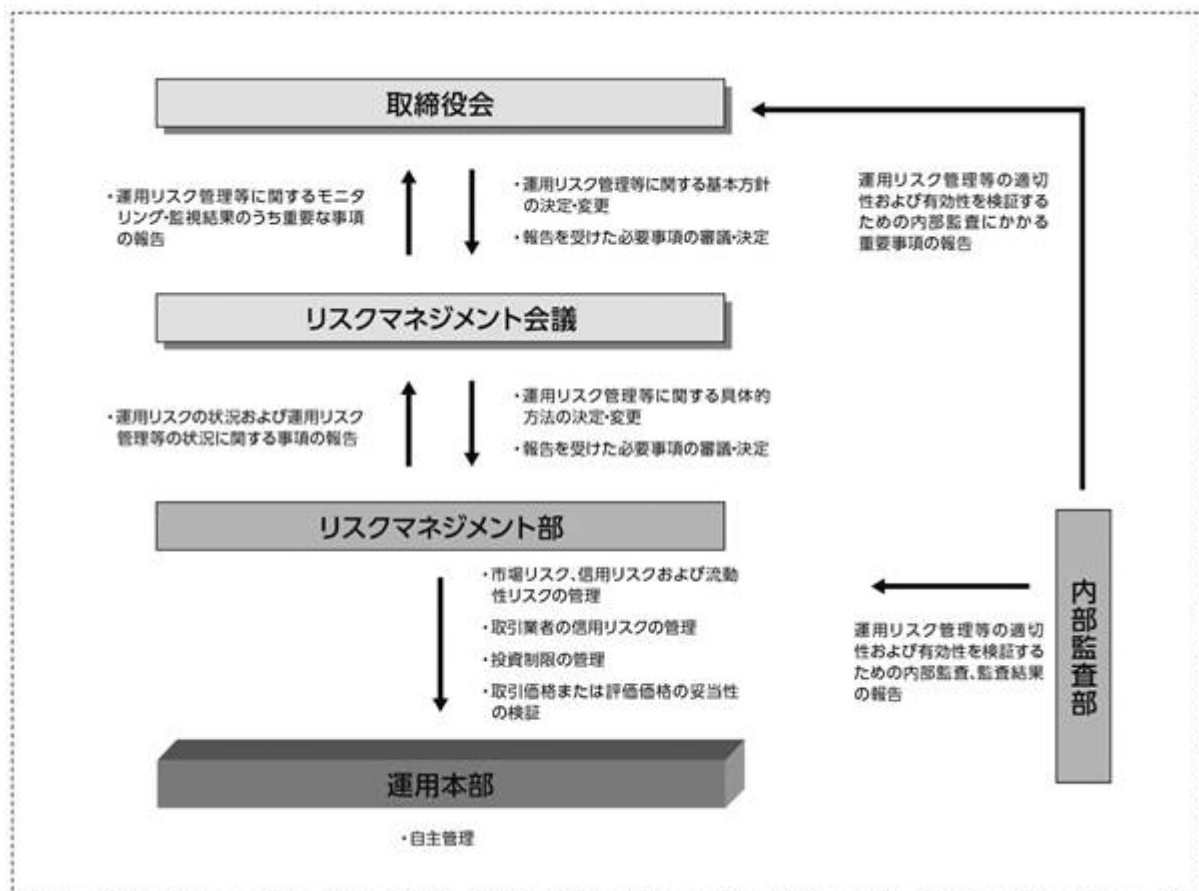 取締役会
・運用リスク管理等に関するモニタ
リング・監視結果のうち重要な事項
の報告
・運用リスク管理等に関する基本方針
の決定・変更
・報告を受けた必要事項の審議・決定
運用リスク管理等の適切
性および有効性を検証する
ための内部監査にかかる
重要事項の報告
リスクマネジメント会議
・運用リスクの状況および運用リスク
管理等の状況に関する事項の報告
・運用リスク管理等に関する具体的
方法の決定・変更
・報告を受けた必要事項の審議・決定
リスクマネジメント部
・市場リスク、信用リスクおよび流動
性リスクの管理
・取引業者の信用リスクの管理
・投資制限の管理
・取引価格または評価価格の妥当性
の検証
運用リスク管理等の適切
性および有効性を検証する
ための内部監査、監査結果
の報告
内部監査部
運用本部
・自主管理